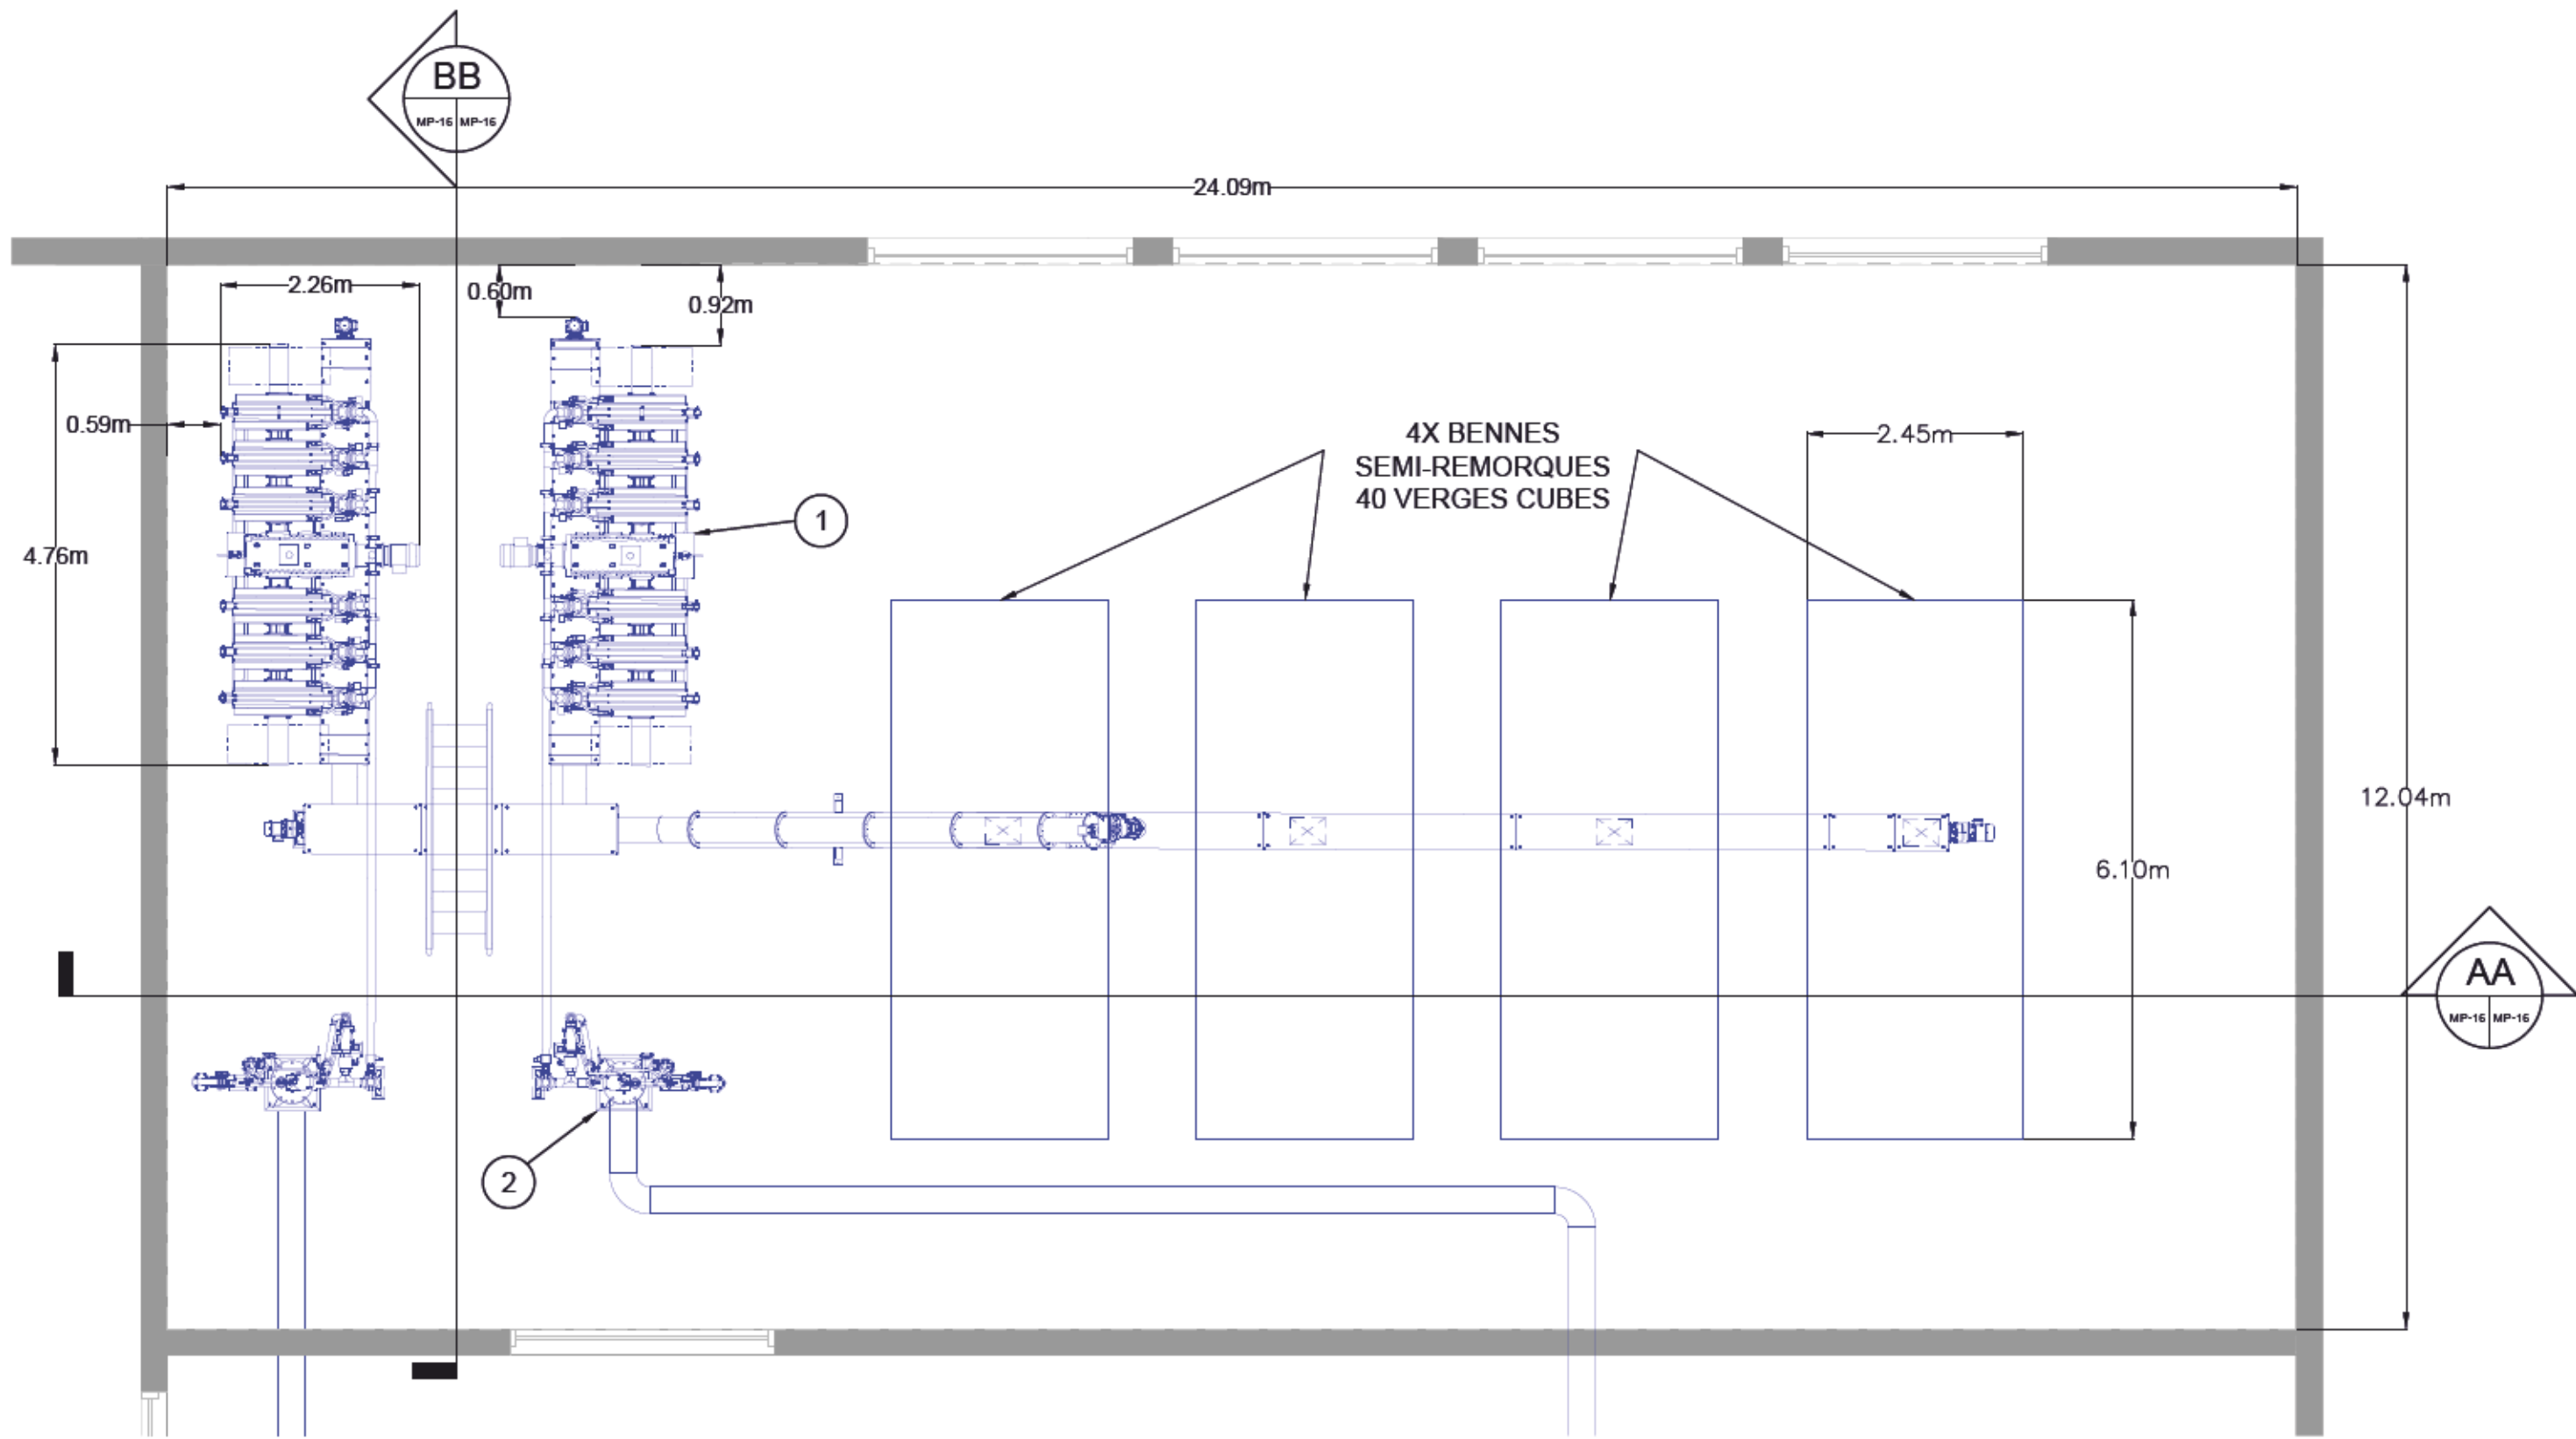 BB
MP-16 MP-16
24.09m
2.26m
0.60m
0.92m
0.59m
4X BENNES
SEMI-REMORQUES
40 VERGES CUBES
2.45m
1
4.76m
12.04m
6.10m
AA
MP-16 MP-16
2